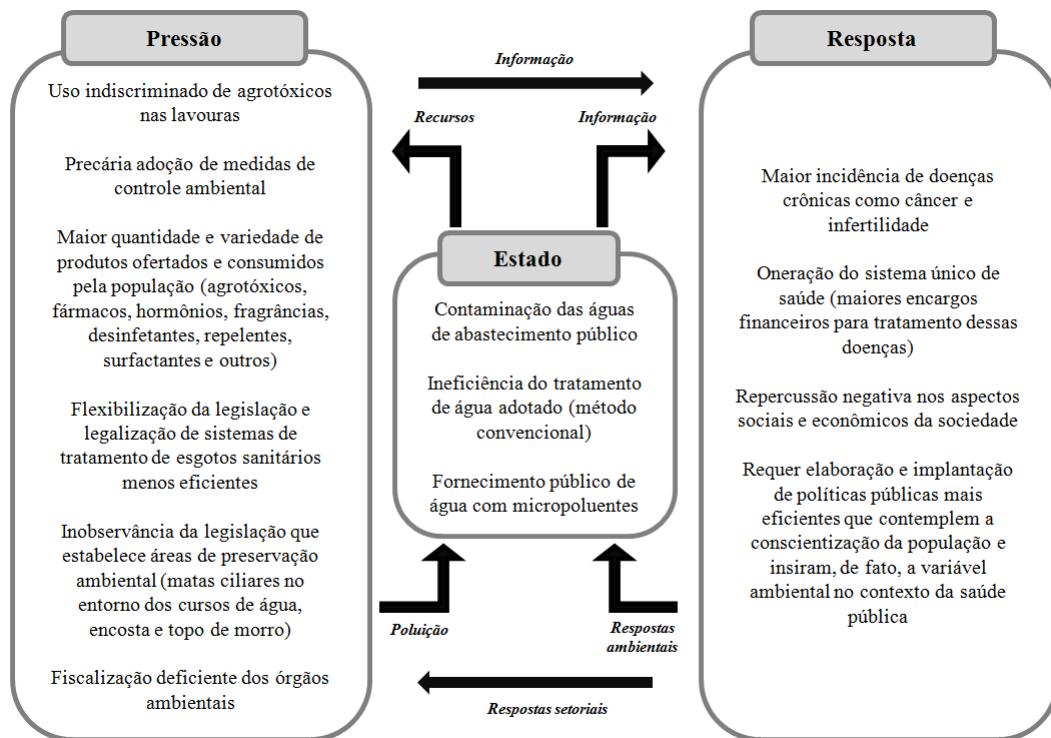 Pressão
Uso indiscriminado de agrotóxicos
nas lavouras
Precária adoção de medidas de
controle ambiental
Maior quantidade e variedade de
produtos ofertados e consumidos
pela população (agrotóxicos,
fármacos, hormônios, fragrâncias,
desinfetantes, repelentes,
surfactantes e outros)
Flexibilização da legislação e
legalização de sistemas de
tratamento de esgotos sanitários
menos eficientes
Inobservância da legislação que
estabelece áreas de preservação
ambiental (matas ciliares no
entorno dos cursos de água,
encosta e topo de morro)
Fiscalização deficiente dos órgãos
ambientais
Informação
Recursos
Informação
Estado
Contaminação das águas
de abastecimento público
Ineficiência do tratamento
de água adotado (método
convencional)
Fornecimento público de
água com micropoluentes
Poluição
Respostas
ambientais
Respostas setoriais
Resposta
Maior incidência de doenças
crônicas como câncer e
infertilidade
Oneração do sistema único de
saúde (maiores encargos
financeiros para tratamento dessas
doenças)
Repercussão negativa nos aspectos
sociais e econômicos da sociedade
Requer elaboração e implantação
de políticas públicas mais
eficientes que contemplem a
conscientização da população e
insiram, de fato, a variável
ambiental no contexto da saúde
pública